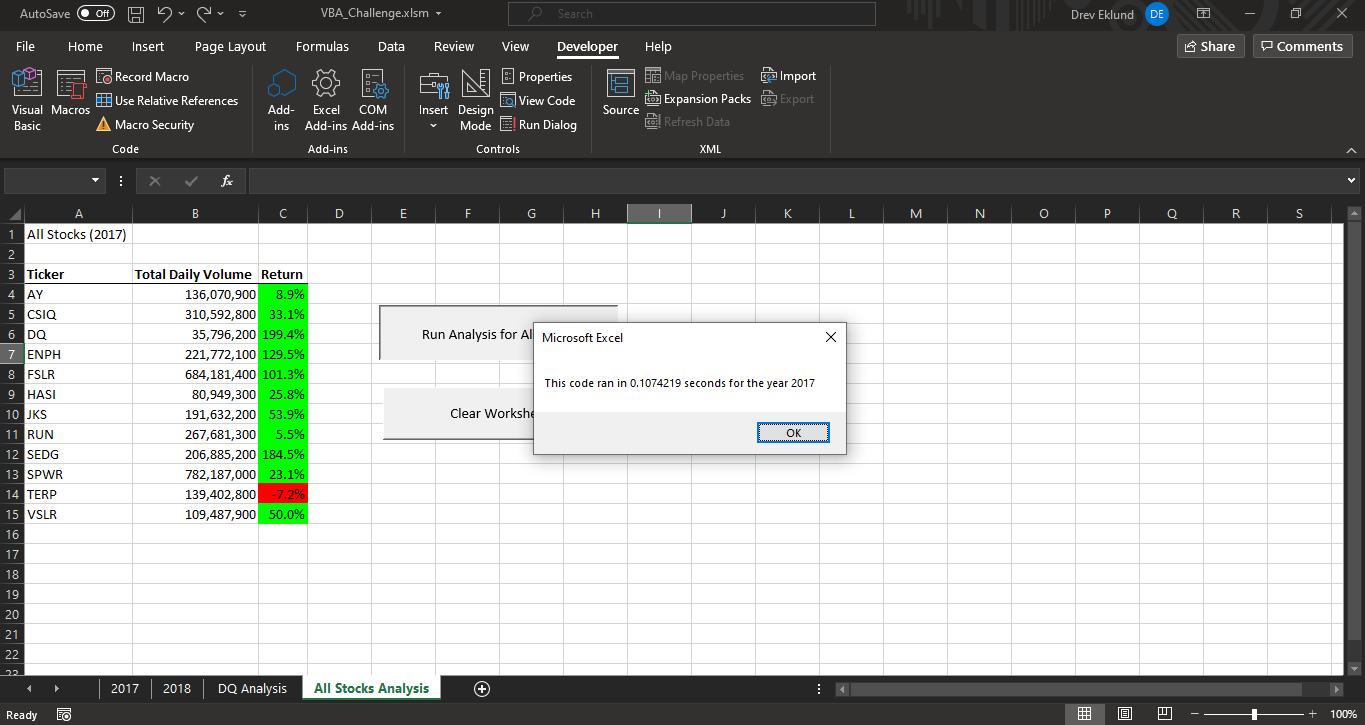 AutoSave Off VBA_Challenge.xlsm Search Drev Eklund DE
File Home Insert Page Layout Formulas Data Review View Developer Help Share Comments
Visual Basic
Macros
Record Macro
Use Relative References
Macro Security
Code
Add-ins
Excel Add-ins
COM Add-ins
Add-ins
Insert
Design Mode
Properties
View Code
Run Dialog
Controls
Source
Map Properties
Expansion Packs
Refresh Data
Import
Export
XML
fx
A B C D E F G H I J K L M N O P Q R S
1 All Stocks (2017)
2
3 Ticker Total Daily Volume Return
4 AY 136,070,900 8.9%
5 CSIQ 310,592,800 33.1%
6 DQ 35,796,200 199.4%
7 ENPH 221,772,100 129.5%
8 FSLR 684,181,400 101.3%
9 HASI 80,949,300 25.8%
10 JKS 191,632,200 53.9%
11 RUN 267,681,300 5.5%
12 SEDG 206,885,200 184.5%
13 SPWR 782,187,000 23.1%
14 TERP 139,402,800 -7.2%
15 VSLR 109,487,900 50.0%
16
17
18
19
20
21
22
23
Run Analysis for Al
Clear Workshe
Microsoft Excel
This code ran in 0.1074219 seconds for the year 2017
OK
2017 2018 DQ Analysis All Stocks Analysis
Ready 100%